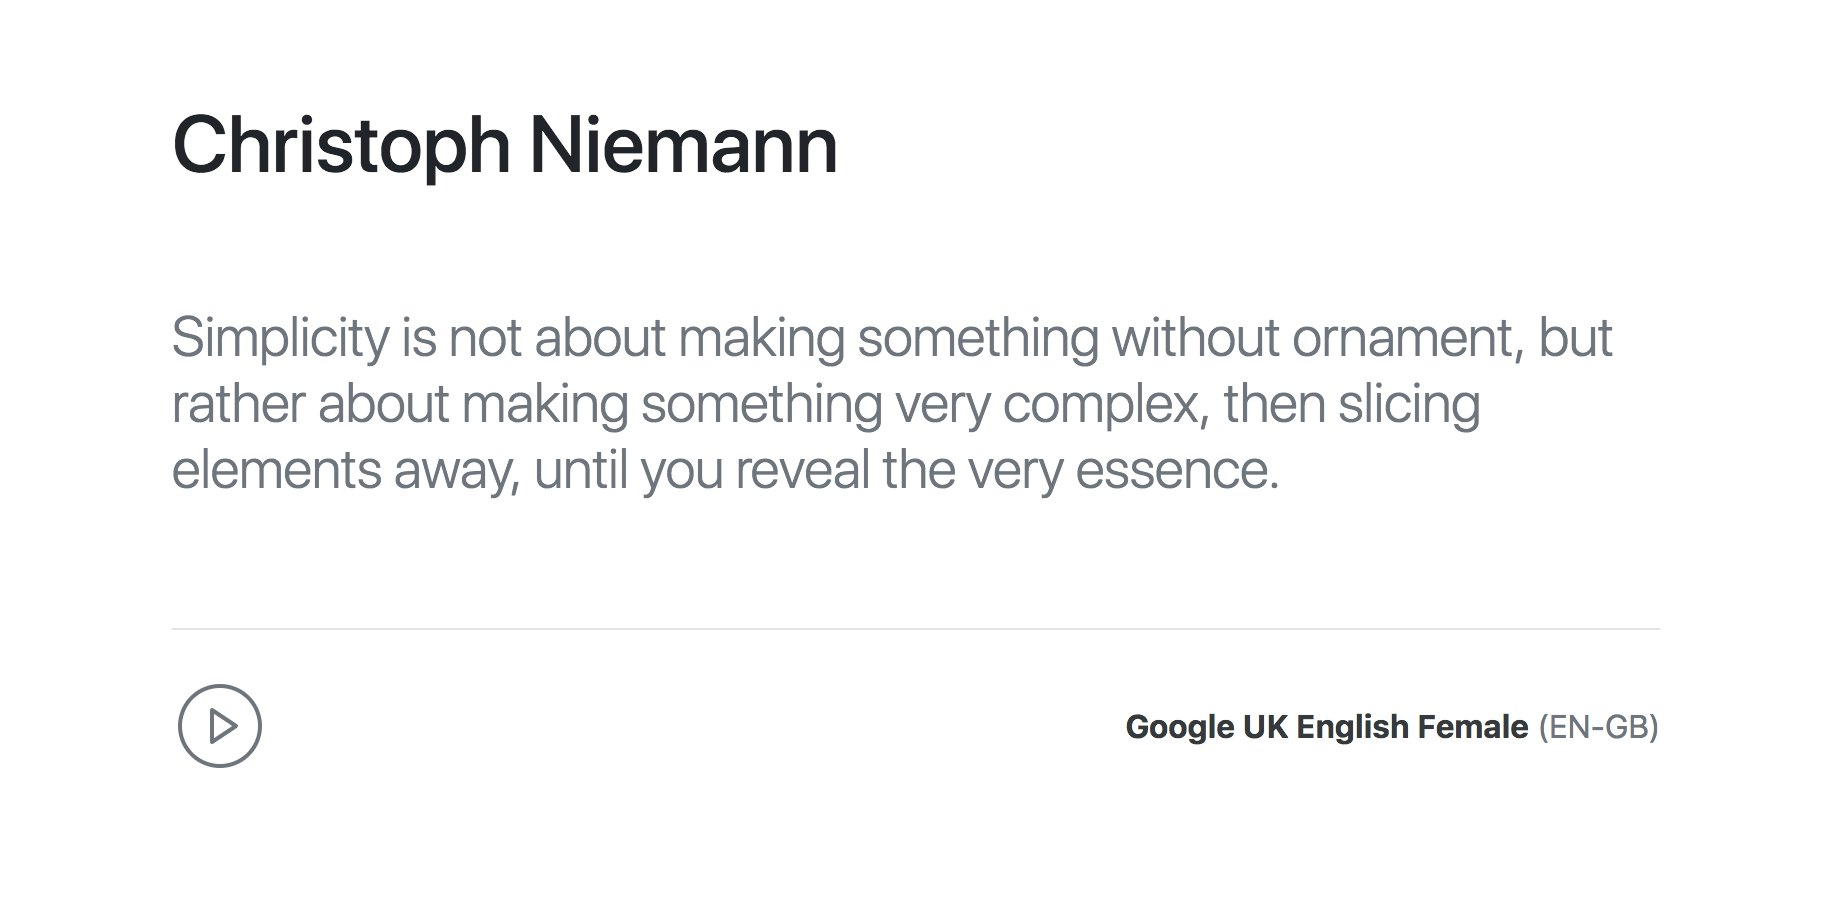 Christoph Niemann
Simplicity is not about making something without ornament, but
rather about making something very complex, then slicing
elements away, until you reveal the very essence.
Google UK English Female (EN-GB)